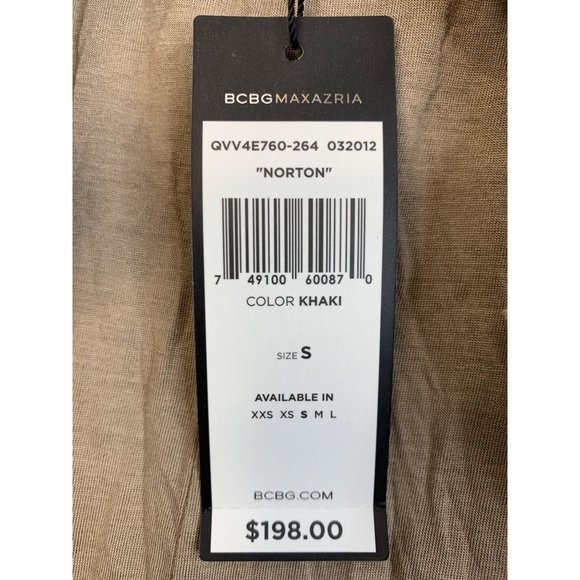 BCBGMAXAZRIA
QVV4E760-264 032012
"NORTON"
7 49100 60087 0
COLOR KHAKI
SIZE S
AVAILABLE IN
XXS XS S M L
BCBG.COM
$198.00